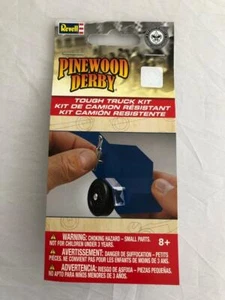 Revell
PINEWOOD
DERBY
TOUGH TRUCK KIT
KIT DE CAMION RÉSISTANT
KIT CAMIÓN RESISTENTE
WARNING: CHOKING HAZARD - SMALL PARTS.
NOT FOR CHILDREN UNDER 3 YEARS.
8+
AVERTISSEMENT: DANGER DE SUFFOCATION - PETITS
PIÈCES. NE CONVIENT PAS POUR LES ENFANTS DE MOINS DE 3 ANS.
ADVERTENCIA: RIESGO DE ASFIXIA - PIEZAS PEQUEÑAS.
NO APTO PARA NIÑOS MENORES DE 3 AÑOS.